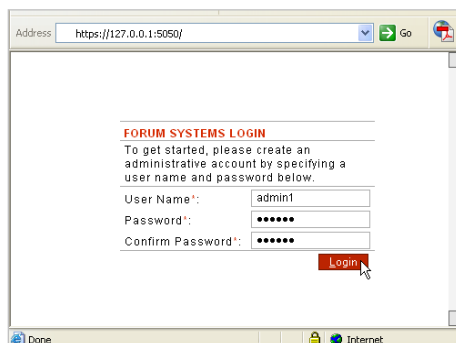 Address https://127.0.0.1:5050/ Go
FORUM SYSTEMS LOGIN
To get started, please create an
administrative account by specifying a
user name and password below.
User Name*: admin1
Password*: ••••••
Confirm Password*: ••••••
Login
Done Internet